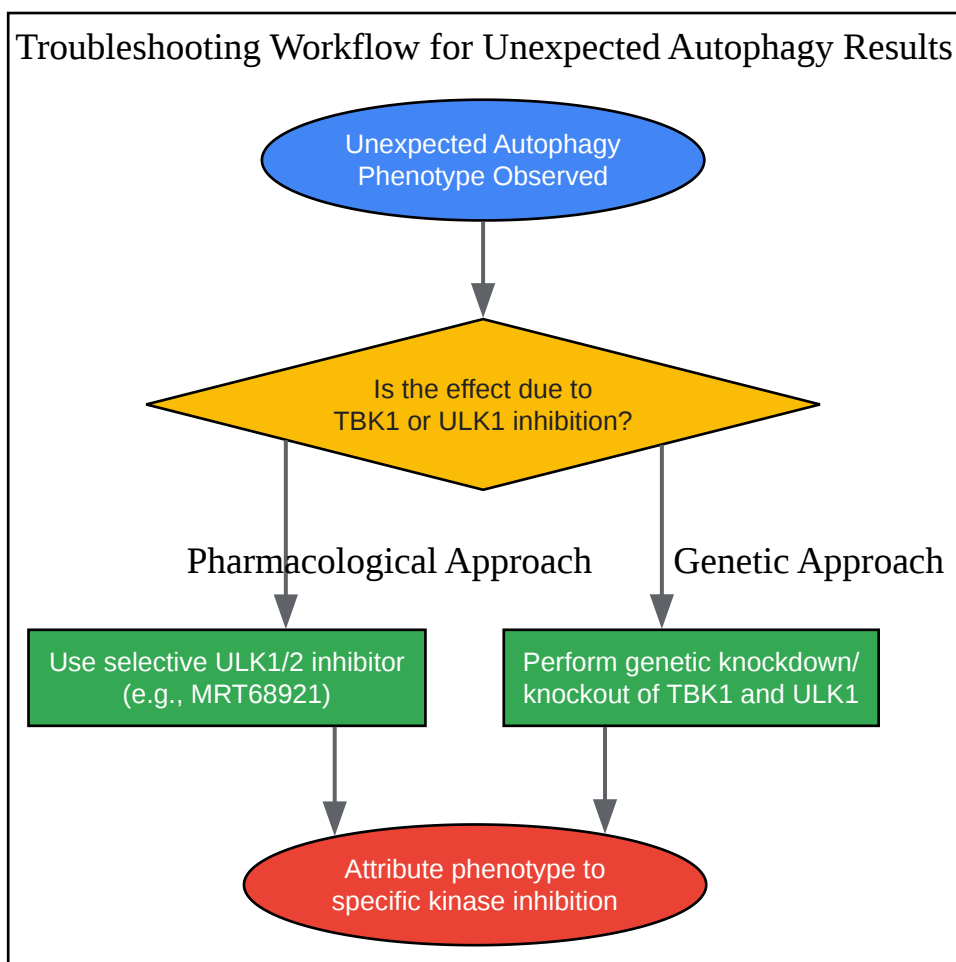 Troubleshooting Workflow for Unexpected Autophagy Results
Unexpected Autophagy
Phenotype Observed
Is the effect due to
TBK1 or ULK1 inhibition?
Pharmacological Approach
Genetic Approach
Use selective ULK1/2 inhibitor
(e.g., MRT68921)
Perform genetic knockdown/
knockout of TBK1 and ULK1
Attribute phenotype to
specific kinase inhibition